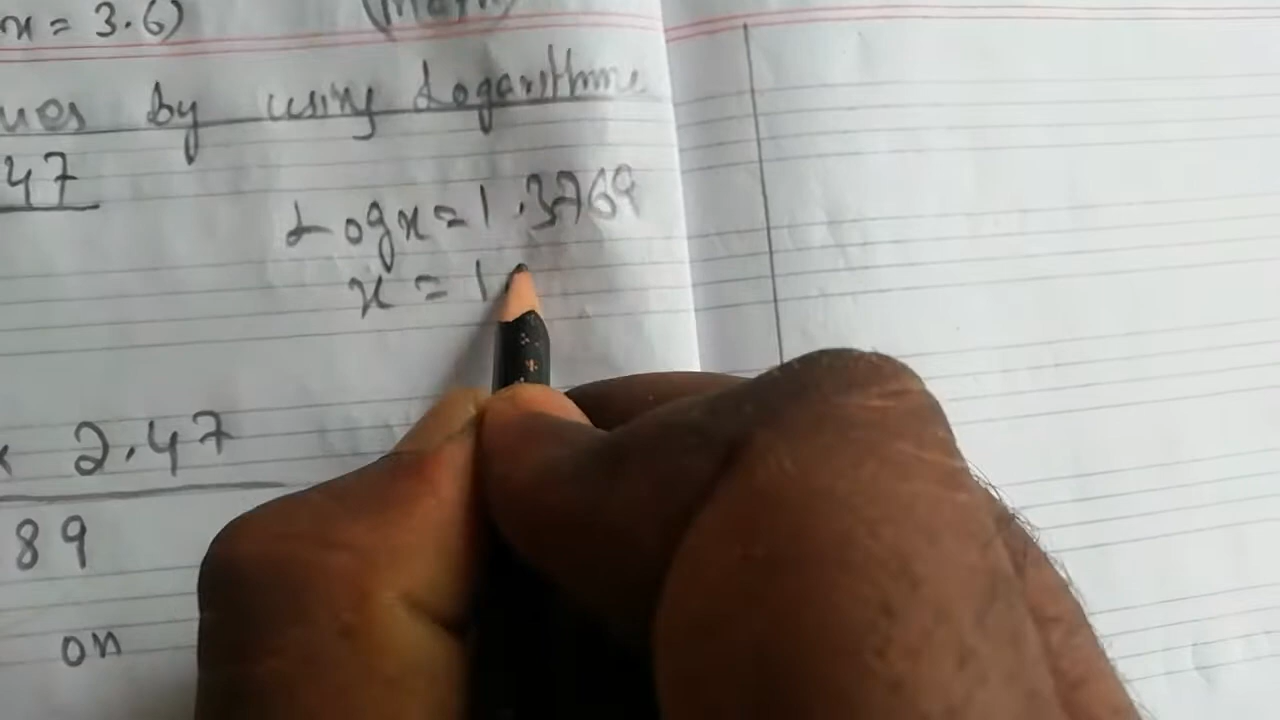 x = 3.6)
ues by using Logarithms
47
Log x = 1.3769
x = 1
x 2.47
89
on